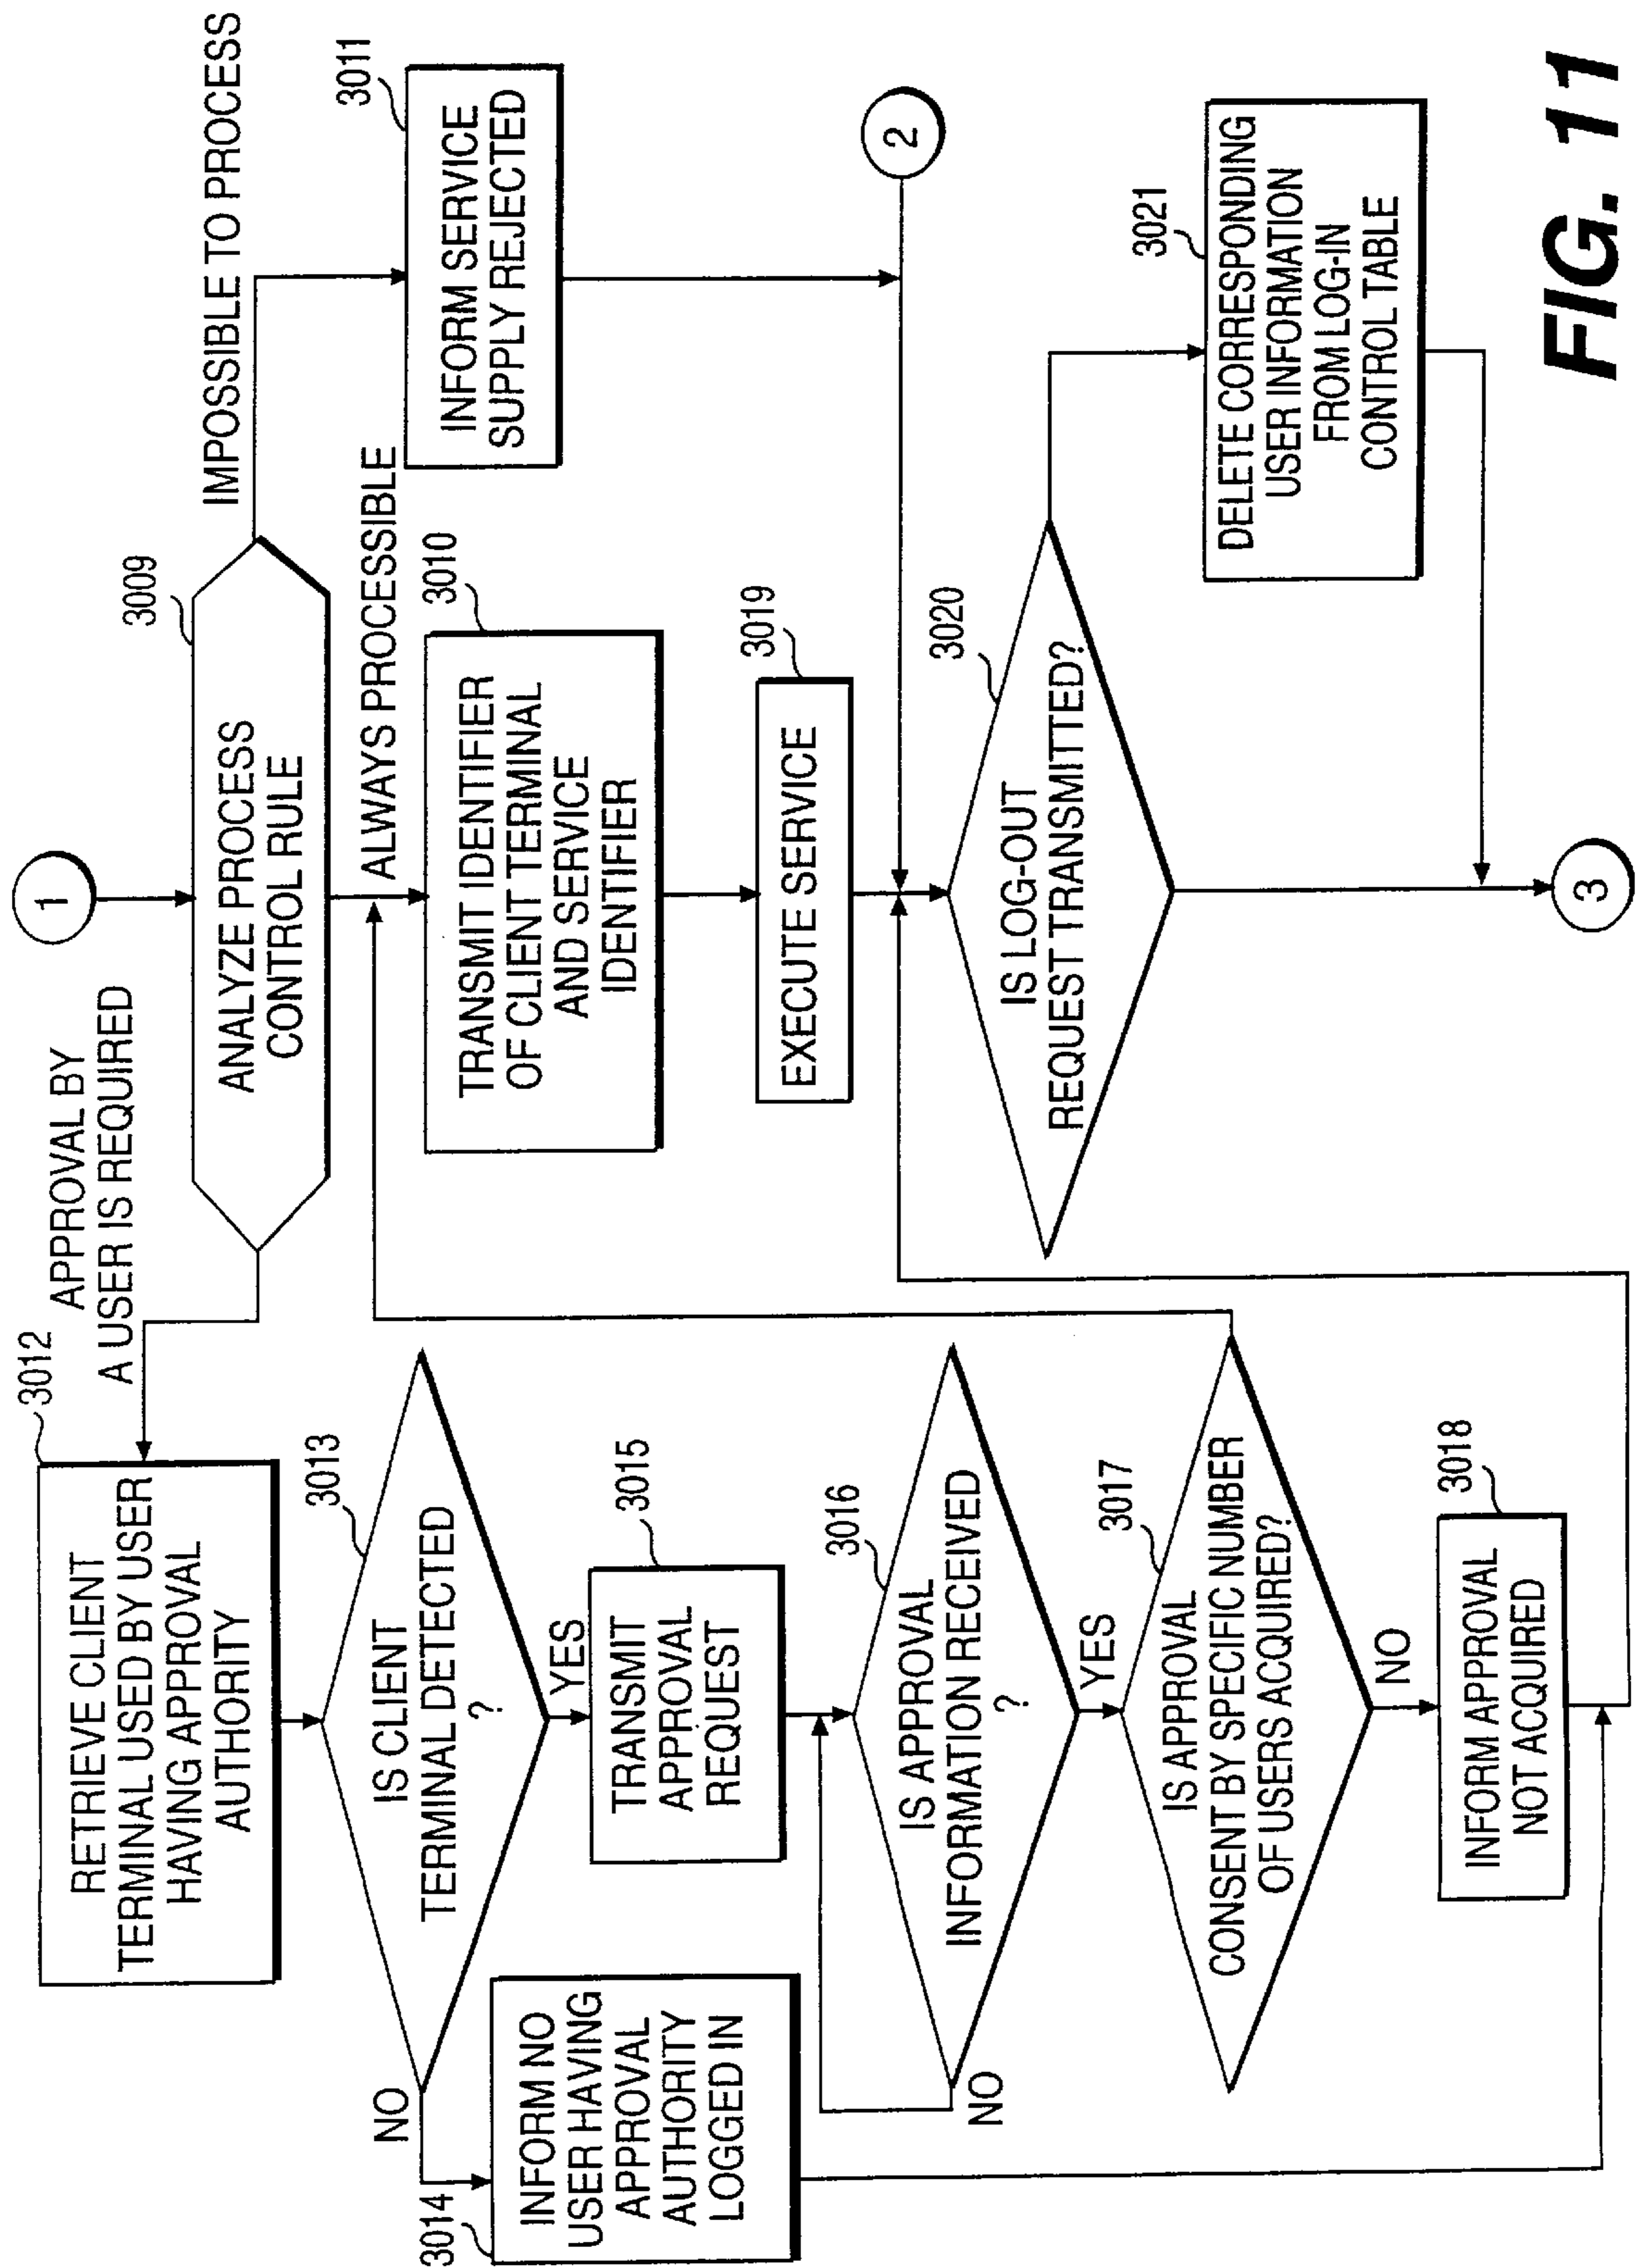 1
3009
ANALYZE PROCESS
CONTROL RULE
APPROVAL BY
A USER IS REQUIRED
ALWAYS PROCESSIBLE
IMPOSSIBLE TO PROCESS
3012
RETRIEVE CLIENT
TERMINAL USED BY USER
HAVING APPROVAL
AUTHORITY
3010
TRANSMIT IDENTIFIER
OF CLIENT TERMINAL
AND SERVICE
IDENTIFIER
3011
INFORM SERVICE
SUPPLY REJECTED
3013
IS CLIENT
TERMINAL DETECTED
?
NO
YES
3014
INFORM NO
USER HAVING
APPROVAL
AUTHORITY
LOGGED IN
3015
TRANSMIT
APPROVAL
REQUEST
3019
EXECUTE SERVICE
2
3016
IS APPROVAL
INFORMATION RECEIVED
?
NO
YES
3017
IS APPROVAL
CONSENT BY SPECIFIC NUMBER
OF USERS ACQUIRED?
NO
3018
INFORM APPROVAL
NOT ACQUIRED
3020
IS LOG-OUT
REQUEST TRANSMITTED?
3021
DELETE CORRESPONDING
USER INFORMATION
FROM LOG-IN
CONTROL TABLE
3
FIG. 11